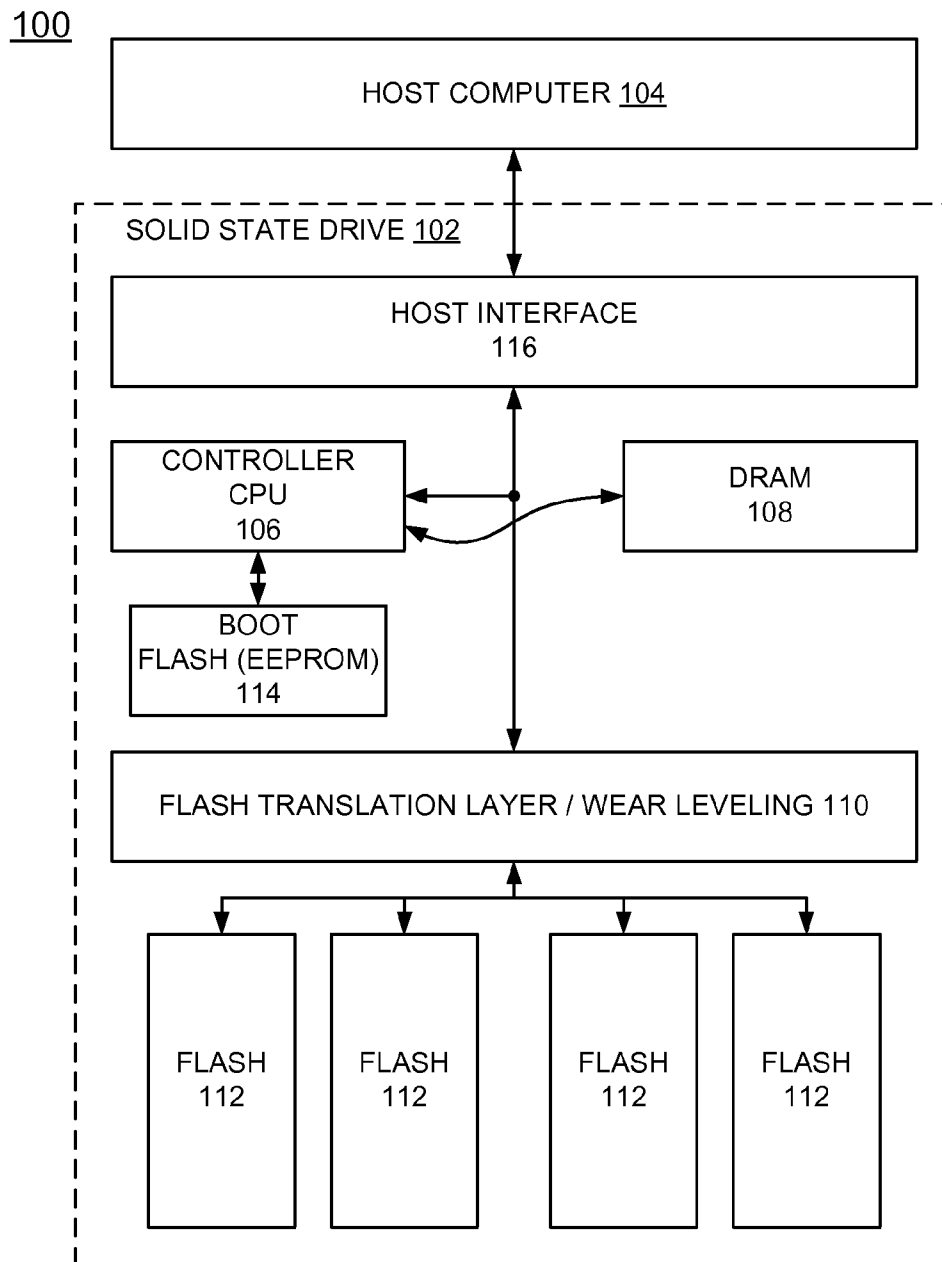 100
HOST COMPUTER 104
SOLID STATE DRIVE 102
HOST INTERFACE
116
CONTROLLER
CPU
106
DRAM
108
BOOT
FLASH (EEPROM)
114
FLASH TRANSLATION LAYER / WEAR LEVELING 110
FLASH
112
FLASH
112
FLASH
112
FLASH
112